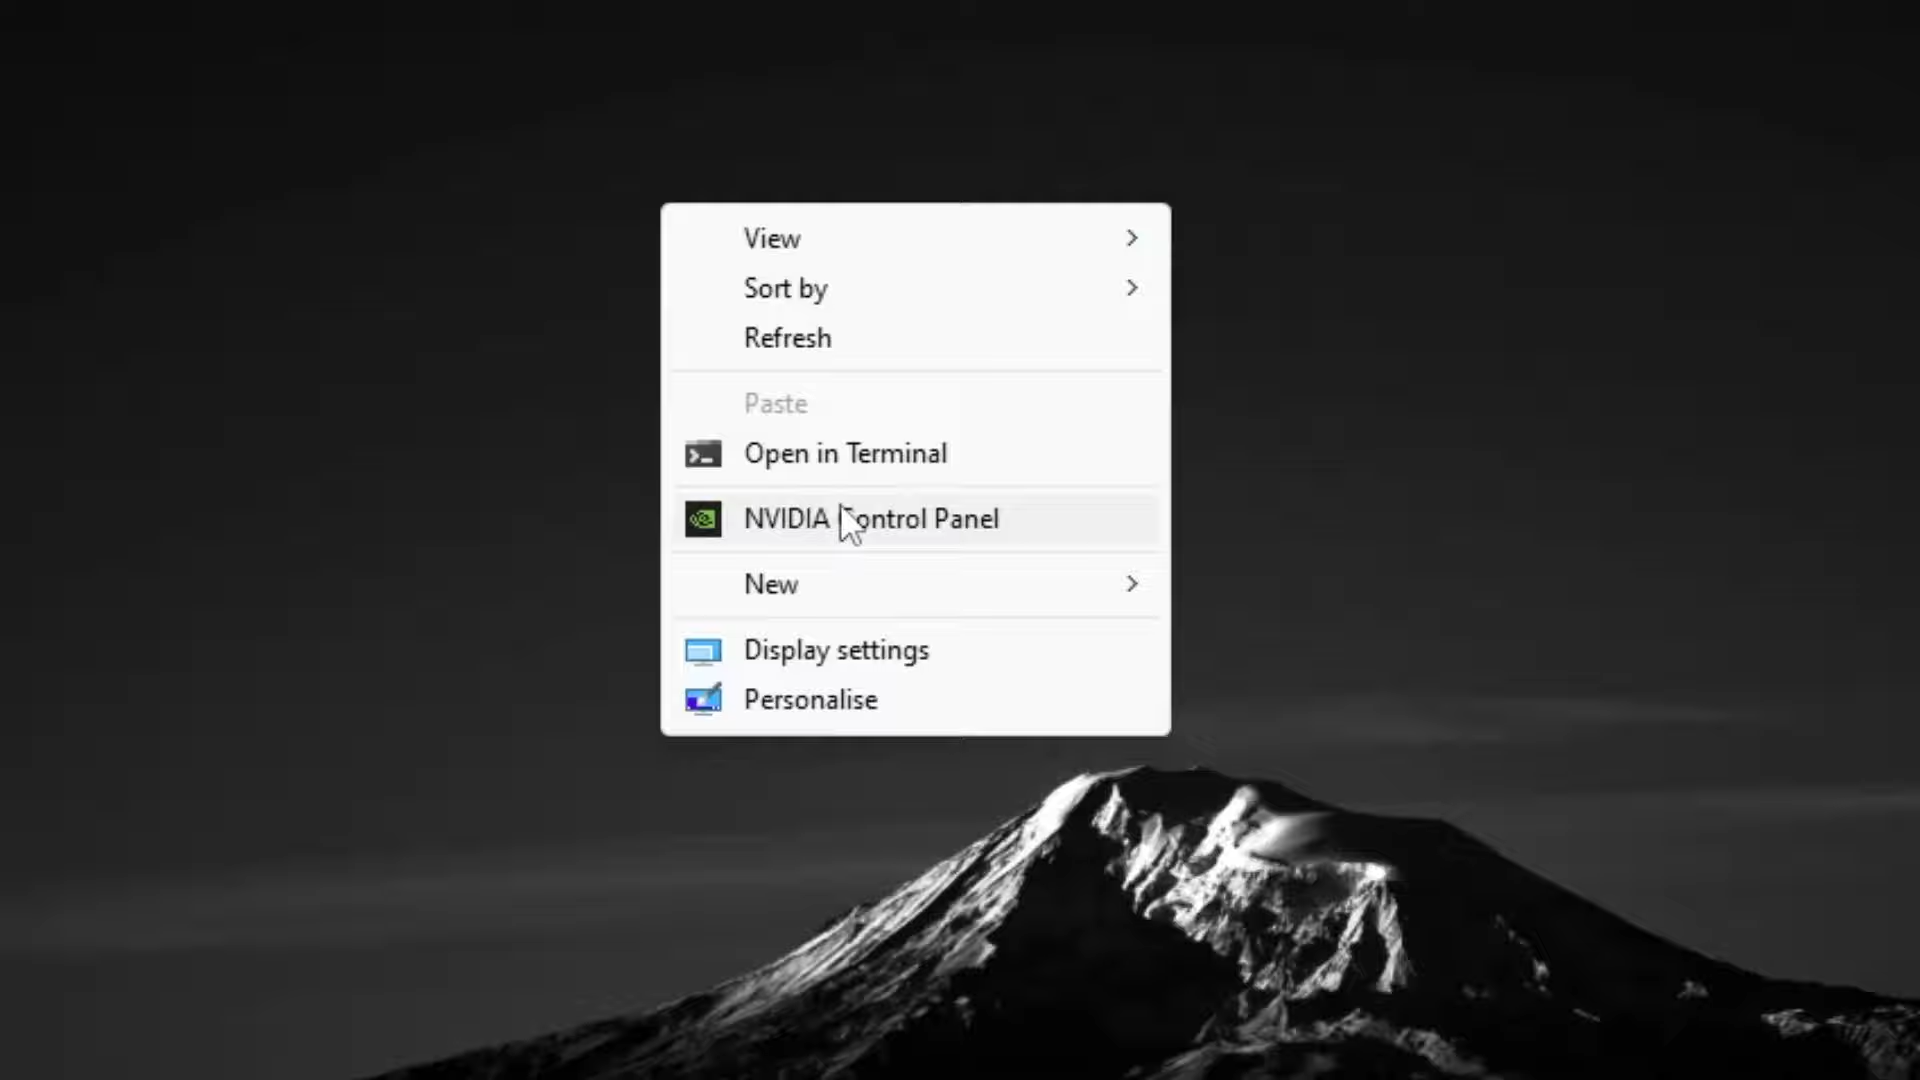 View
Sort by
Refresh
Paste
Open in Terminal
NVIDIA Control Panel
New
Display settings
Personalise